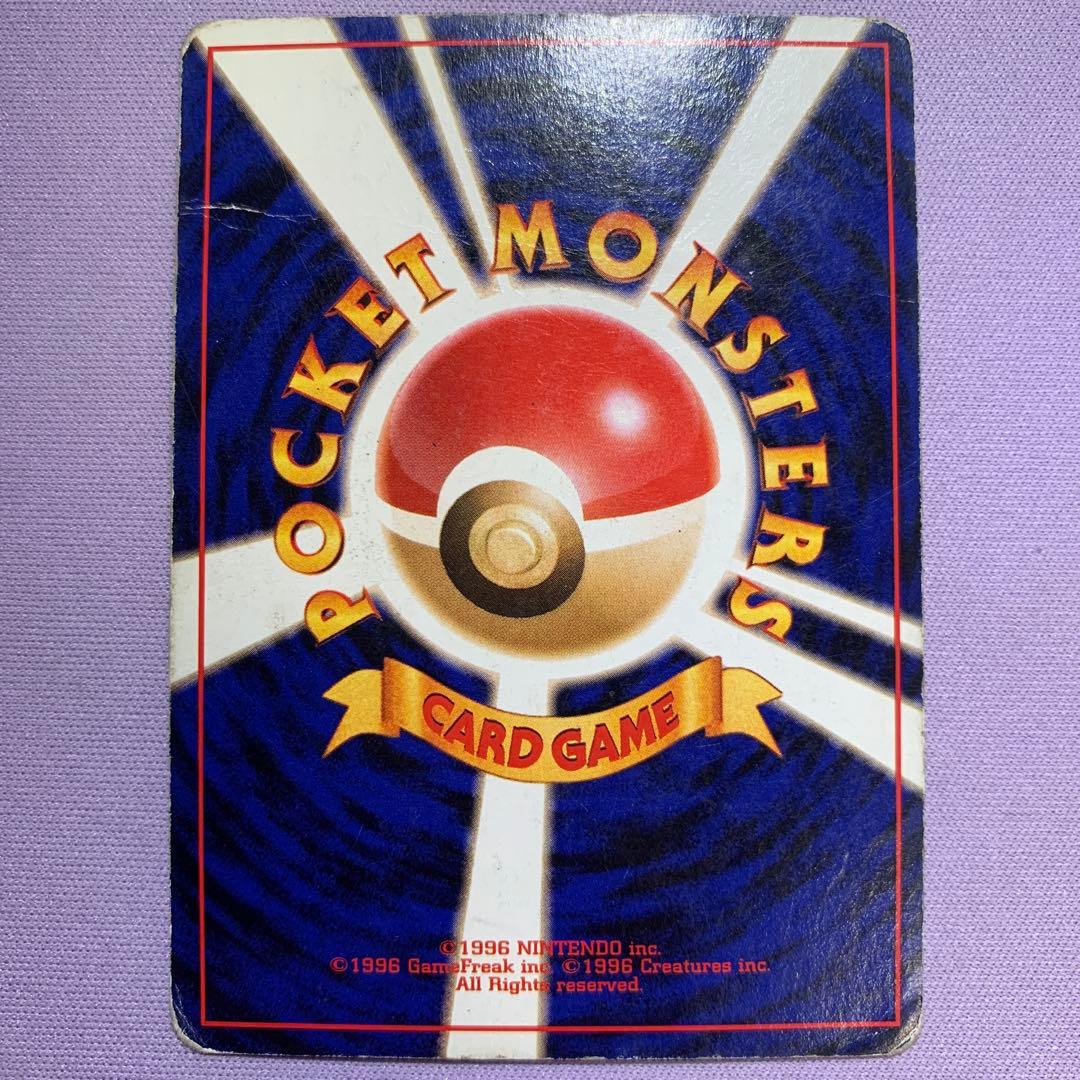 POCKET MONSTERS
CARD GAME
©1996 NINTENDO inc.
©1996 GameFreak inc. ©1996 Creatures inc.
All Rights reserved.